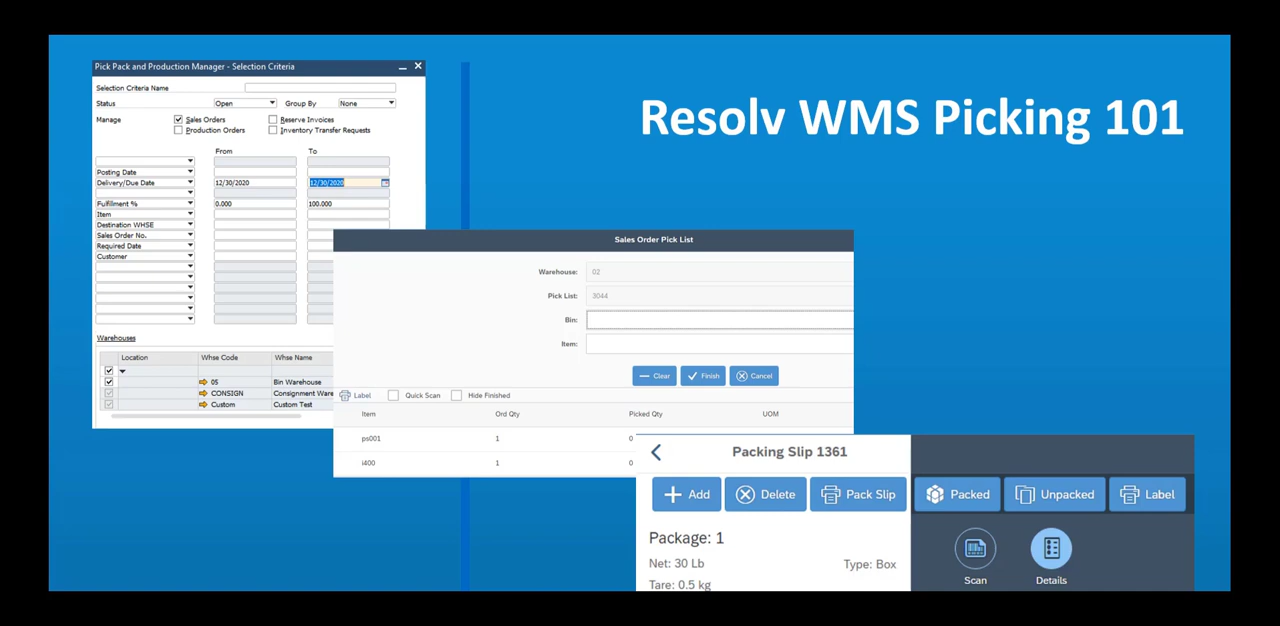 Resolv WMS Picking 101
Pick Pack and Production Manager - Selection Criteria
Selection Criteria Name
Status Open Group By None
Manage Sales Orders Reserve Invoices
Production Orders Inventory Transfer Requests
From To
Posting Date
Delivery/Due Date 12/30/2020 12/30/2020
Fulfillment % 0.000 100.000
Item
Destination WHSE
Sales Order No.
Required Date
Customer
Warehouses
Location Whse Code Whse Name
05 Bin Warehouse
CONSIGN Consignment Ware
Custom Custom Test
Sales Order Pick List
Warehouse: 02
Pick List: 3044
Bin:
Item:
Clear Finish Cancel
Label Quick Scan Hide Finished
Item Ord Qty Picked Qty UOM
ps001 1 0
i400 1 0
Packing Slip 1361
Add Delete Pack Slip Packed Unpacked Label
Package: 1
Net: 30 Lb Type: Box
Tare: 0.5 kg
Scan Details